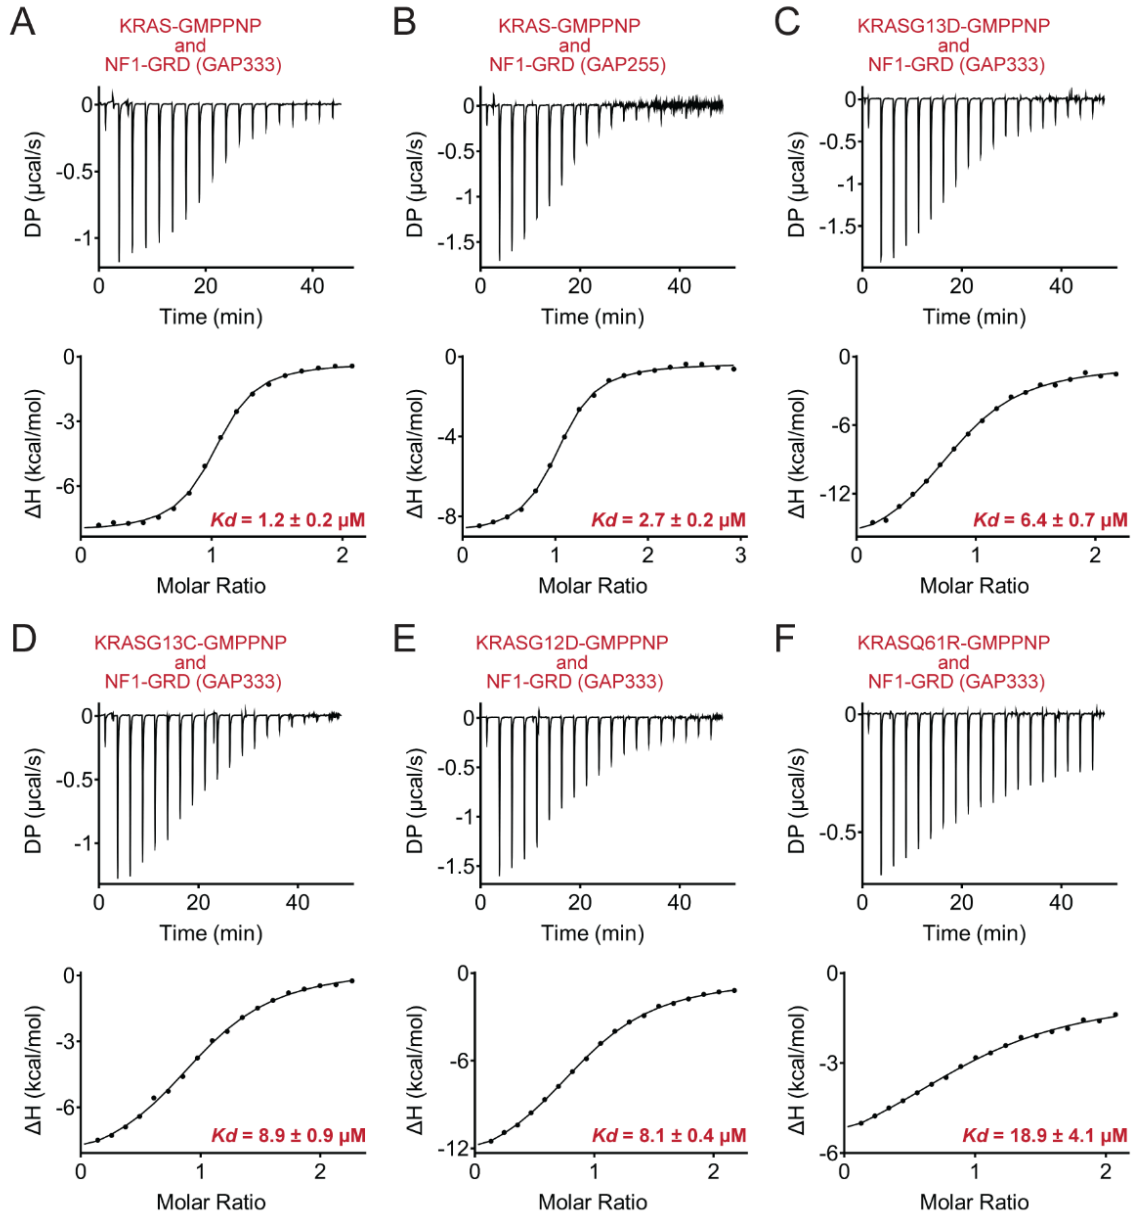 A
KRAS-GMPPNP
and
NF1-GRD (GAP333)
0
-0.5
-1
DP (µcal/s)
0
20
40
Time (min)
0
-3
-6
ΔH (kcal/mol)
Kd = 1.2 ± 0.2 µM
0
1
2
Molar Ratio
B
KRAS-GMPPNP
and
NF1-GRD (GAP255)
0
-0.5
-1
-1.5
DP (µcal/s)
0
20
40
Time (min)
0
-4
-8
ΔH (kcal/mol)
Kd = 2.7 ± 0.2 µM
0
1
2
3
Molar Ratio
C
KRASG13D-GMPPNP
and
NF1-GRD (GAP333)
0
-0.5
-1
-1.5
DP (µcal/s)
0
20
40
Time (min)
0
-6
-12
ΔH (kcal/mol)
Kd = 6.4 ± 0.7 µM
0
1
2
Molar Ratio
D
KRASG13C-GMPPNP
and
NF1-GRD (GAP333)
0
-0.5
-1
DP (µcal/s)
0
20
40
Time (min)
0
-3
-6
ΔH (kcal/mol)
Kd = 8.9 ± 0.9 µM
0
1
2
Molar Ratio
E
KRASG12D-GMPPNP
and
NF1-GRD (GAP333)
0
-0.5
-1
-1.5
DP (µcal/s)
0
20
40
Time (min)
0
-6
-12
ΔH (kcal/mol)
Kd = 8.1 ± 0.4 µM
0
1
2
Molar Ratio
F
KRASQ61R-GMPPNP
and
NF1-GRD (GAP333)
0
-0.5
DP (µcal/s)
0
20
40
Time (min)
0
-3
-6
ΔH (kcal/mol)
Kd = 18.9 ± 4.1 µM
0
1
2
Molar Ratio